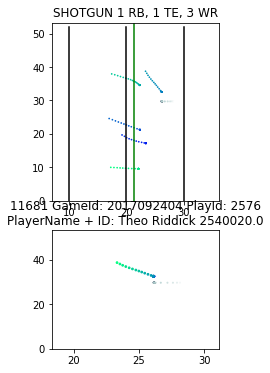 SHOTGUN 1 RB, 1 TE, 3 WR
50
40
30
20
10
0
10 20 30
11681 GameId: 2017092404 PlayId: 2576
PlayerName + ID: Theo Riddick 2540020.0
40
20
0
20 25 30